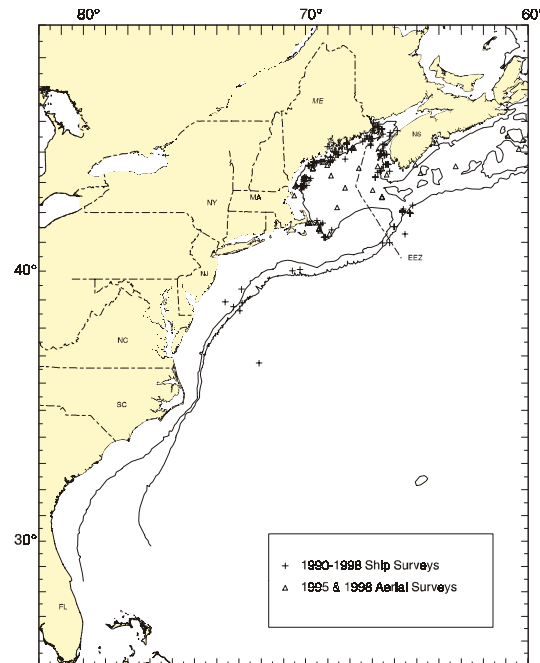 80° 70° 60°
ME
NS
NY MA
EEZ
NJ
40°
NC
SC
30°
1990-1998 Ship Surveys
1995 & 1998 Aerial Surveys
FL